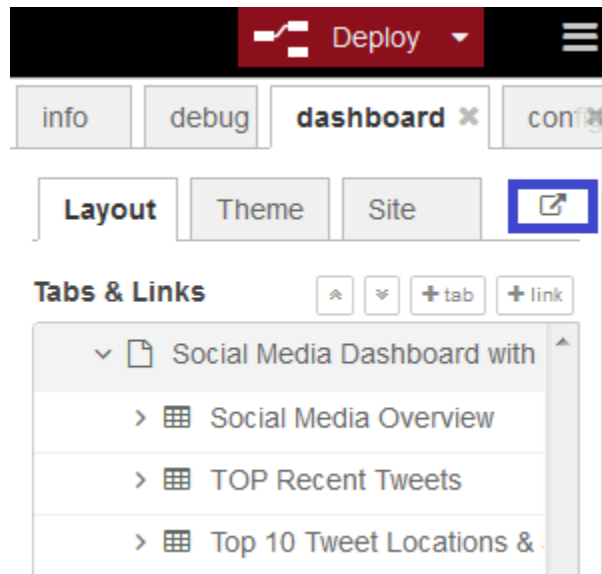 Deploy
info debug dashboard config
Layout Theme Site
Tabs & Links + tab + link
Social Media Dashboard with
Social Media Overview
TOP Recent Tweets
Top 10 Tweet Locations &